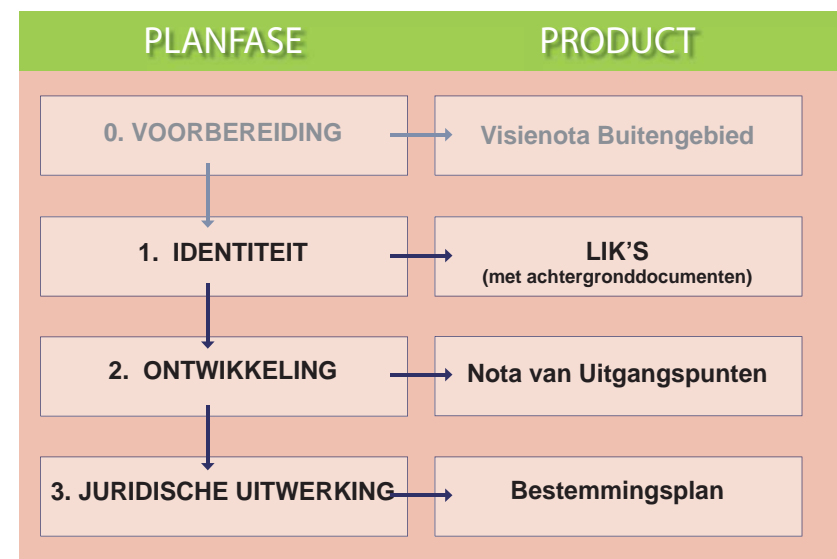 PLANFASE PRODUCT
0. VOORBEREIDING Visienota Buitengebied
1. IDENTITEIT LIK’S
(met achtergronddocumenten)
2. ONTWIKKELING Nota van Uitgangspunten
3. JURIDISCHE UITWERKING Bestemmingsplan